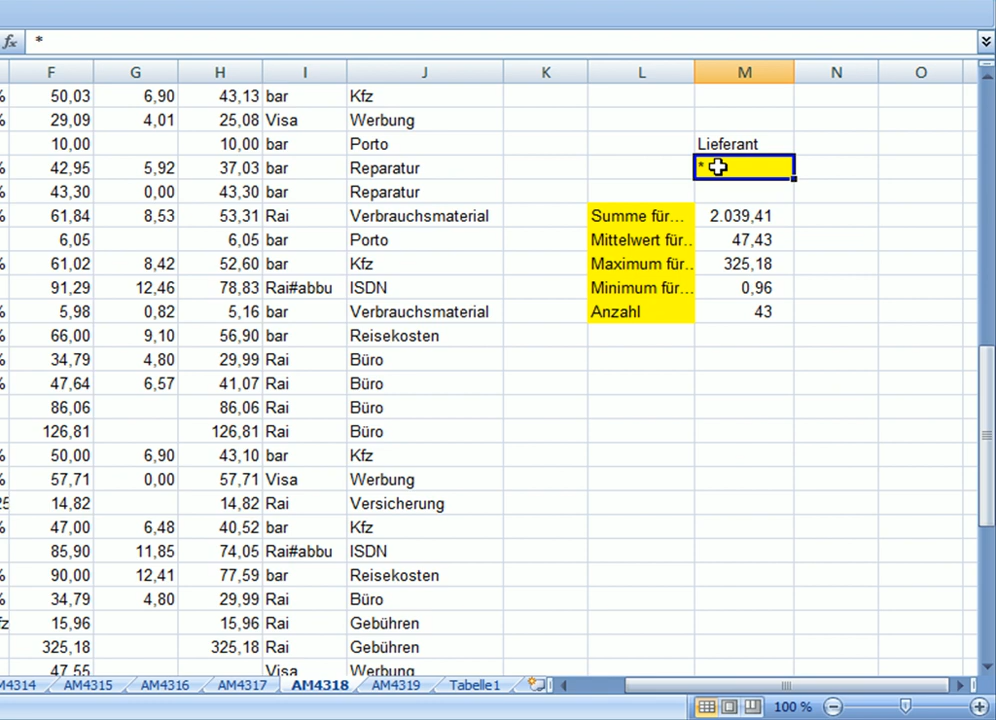 fx *
F G H I J K L M N O
% 50,03 6,90 43,13 bar Kfz
% 29,09 4,01 25,08 Visa Werbung
10,00 10,00 bar Porto Lieferant
% 42,95 5,92 37,03 bar Reparatur *
% 43,30 0,00 43,30 bar Reparatur
% 61,84 8,53 53,31 Rai Verbrauchsmaterial Summe für... 2.039,41
6,05 6,05 bar Porto Mittelwert für.. 47,43
% 61,02 8,42 52,60 bar Kfz Maximum für.. 325,18
% 91,29 12,46 78,83 Rai#abbu ISDN Minimum für... 0,96
% 5,98 0,82 5,16 bar Verbrauchsmaterial Anzahl 43
% 66,00 9,10 56,90 bar Reisekosten
% 34,79 4,80 29,99 Rai Büro
% 47,64 6,57 41,07 Rai Büro
86,06 86,06 Rai Büro
126,81 126,81 Rai Büro
% 50,00 6,90 43,10 bar Kfz
% 57,71 0,00 57,71 Visa Werbung
25 14,82 14,82 Rai Versicherung
% 47,00 6,48 40,52 bar Kfz
% 85,90 11,85 74,05 Rai#abbu ISDN
% 90,00 12,41 77,59 bar Reisekosten
% 34,79 4,80 29,99 Rai Büro
fz 15,96 15,96 Rai Gebühren
325,18 325,18 Rai Gebühren
47,55 Visa Werbung
M4314 AM4315 AM4316 AM4317 AM4318 AM4319 Tabelle1
100 %